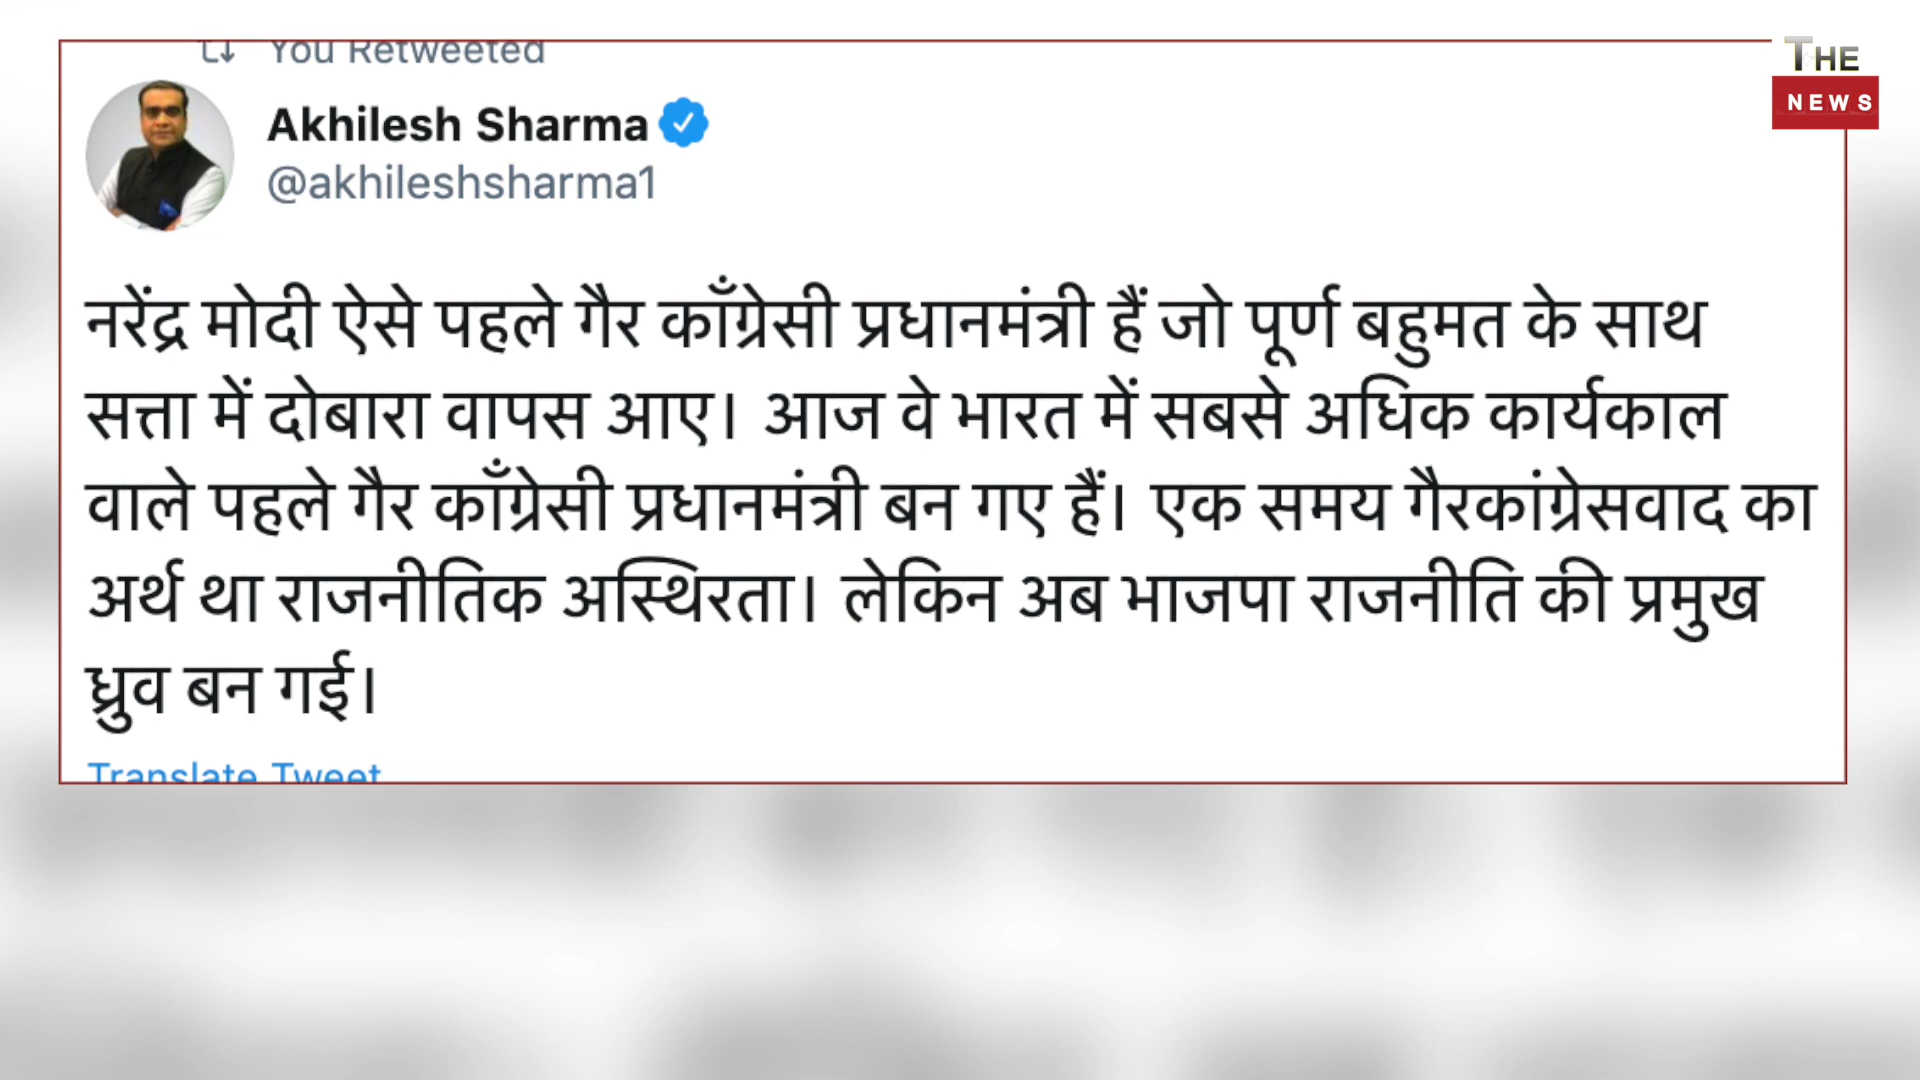 You Retweeted
THE
NEWS
Akhilesh Sharma
@akhileshsharma1
नरेंद्र मोदी ऐसे पहले गैर काँग्रेसी प्रधानमंत्री हैं जो पूर्ण बहुमत के साथ
सत्ता में दोबारा वापस आए। आज वे भारत में सबसे अधिक कार्यकाल
वाले पहले गैर काँग्रेसी प्रधानमंत्री बन गए हैं। एक समय गैरकांग्रेसवाद का
अर्थ था राजनीतिक अस्थिरता। लेकिन अब भाजपा राजनीति की प्रमुख
ध्रुव बन गई।
Translate Tweet